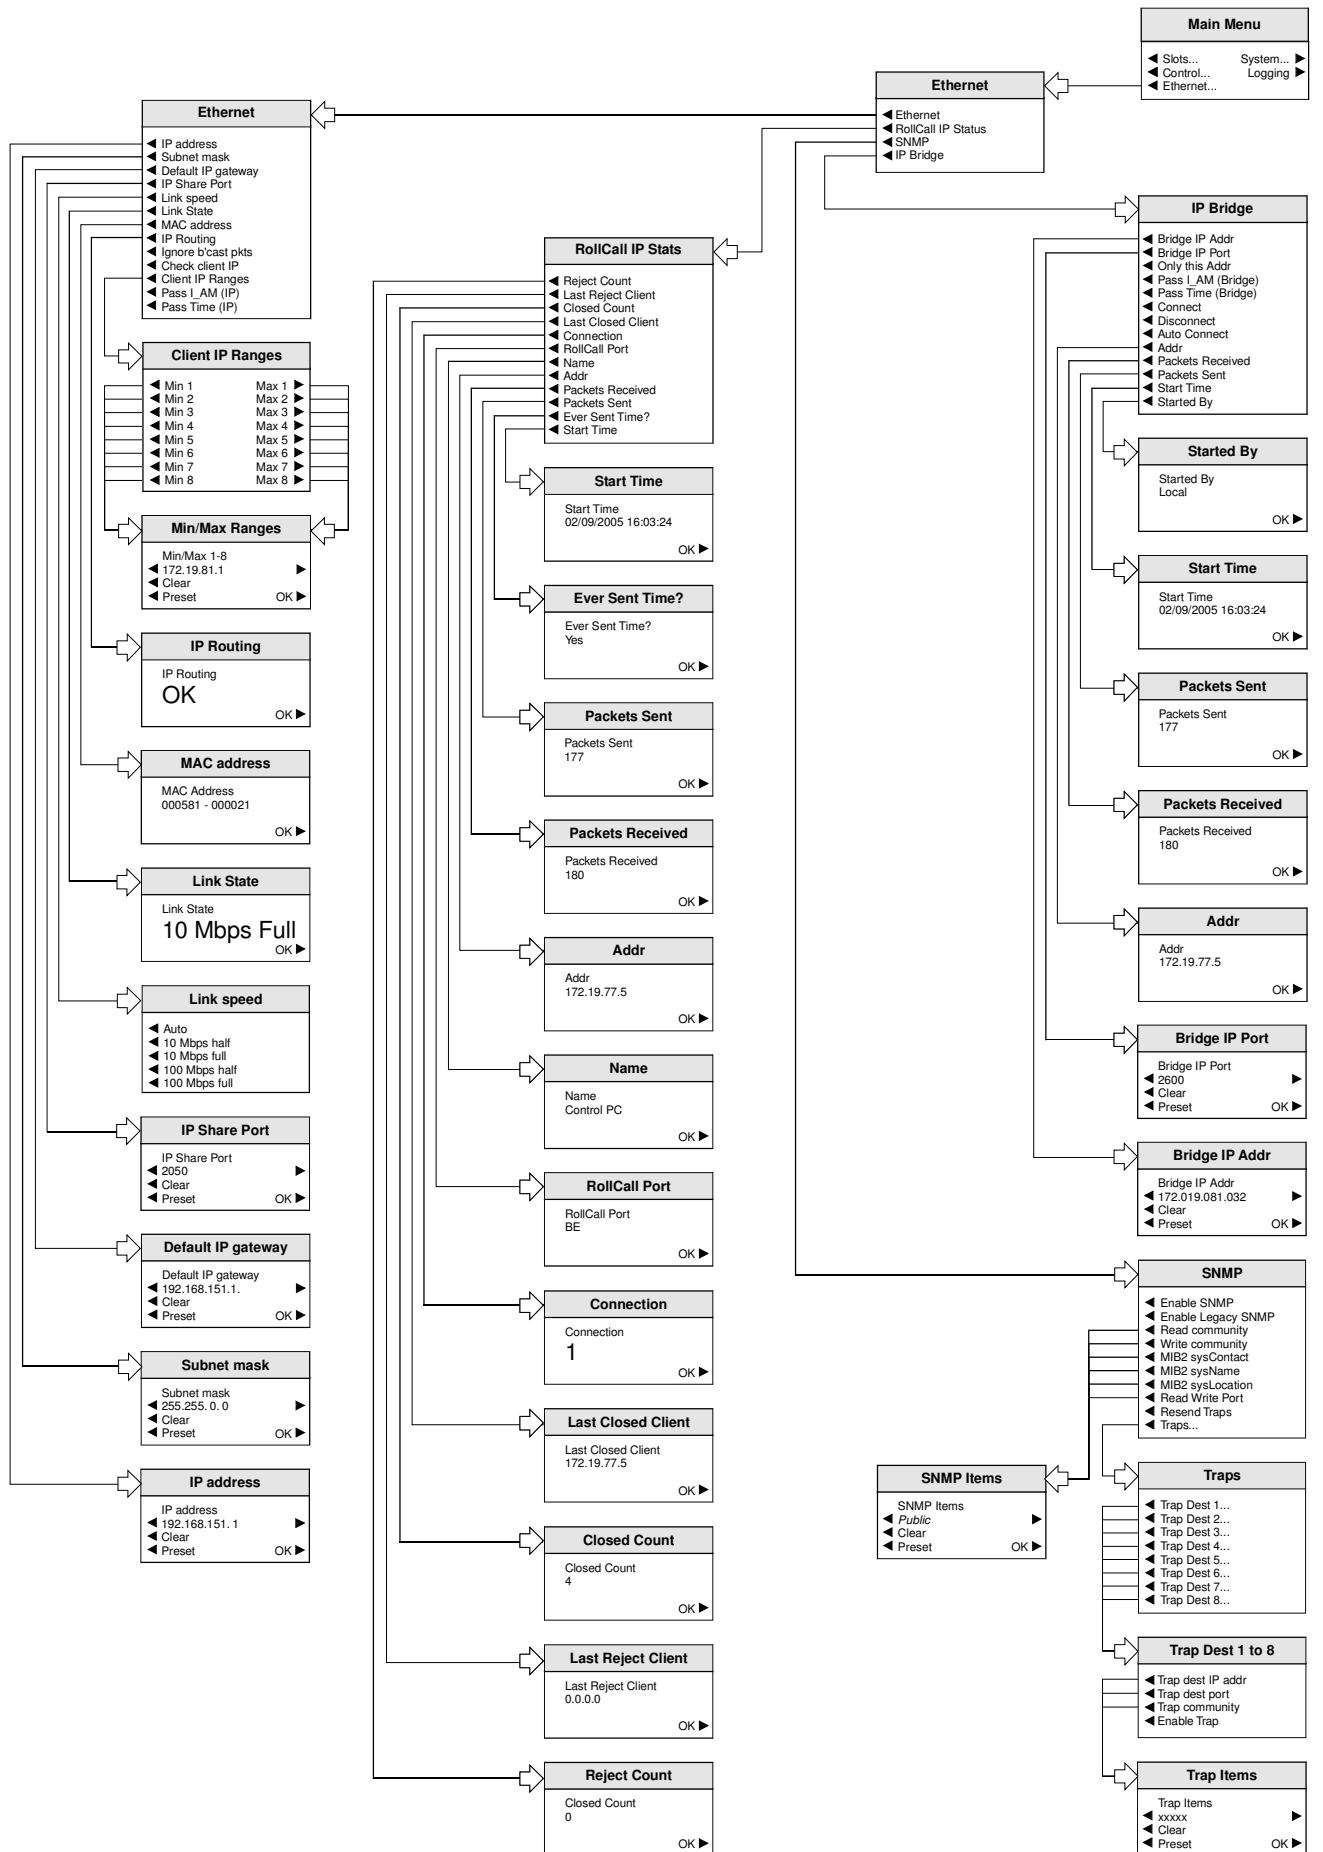 Main Menu
Slots... System...
Control... Logging
Ethernet...
Ethernet
Ethernet
RollCall IP Status
SNMP
IP Bridge
Ethernet
IP address
Subnet mask
Default IP gateway
IP Share Port
Link speed
Link State
MAC address
IP Routing
Ignore b'cast pkts
Check client IP
Client IP Ranges
Pass I_AM (IP)
Pass Time (IP)
Client IP Ranges
Min 1 Max 1
Min 2 Max 2
Min 3 Max 3
Min 4 Max 4
Min 5 Max 5
Min 6 Max 6
Min 7 Max 7
Min 8 Max 8
Min/Max Ranges
Min/Max 1-8
172.19.81.1
Clear
Preset OK
IP Routing
IP Routing
OK
OK
MAC address
MAC Address
000581 - 000021
OK
Link State
Link State
10 Mbps Full
OK
Link speed
Auto
10 Mbps half
10 Mbps full
100 Mbps half
100 Mbps full
IP Share Port
IP Share Port
2050
Clear
Preset OK
Default IP gateway
Default IP gateway
192.168.151.1.
Clear
Preset OK
Subnet mask
Subnet mask
255.255. 0. 0
Clear
Preset OK
IP address
IP address
192.168.151. 1
Clear
Preset OK
RollCall IP Stats
Reject Count
Last Reject Client
Closed Count
Last Closed Client
Connection
RollCall Port
Name
Addr
Packets Received
Packets Sent
Ever Sent Time?
Start Time
Start Time
Start Time
02/09/2005 16:03:24
OK
Ever Sent Time?
Ever Sent Time?
Yes
OK
Packets Sent
Packets Sent
177
OK
Packets Received
Packets Received
180
OK
Addr
Addr
172.19.77.5
OK
Name
Name
Control PC
OK
RollCall Port
RollCall Port
BE
OK
Connection
Connection
1
OK
Last Closed Client
Last Closed Client
172.19.77.5
OK
Closed Count
Closed Count
4
OK
Last Reject Client
Last Reject Client
0.0.0.0
OK
Reject Count
Closed Count
0
OK
IP Bridge
Bridge IP Addr
Bridge IP Port
Only this Addr
Pass I_AM (Bridge)
Pass Time (Bridge)
Connect
Disconnect
Auto Connect
Addr
Packets Received
Packets Sent
Start Time
Started By
Started By
Started By
Local
OK
Start Time
Start Time
02/09/2005 16:03:24
OK
Packets Sent
Packets Sent
177
OK
Packets Received
Packets Received
180
OK
Addr
Addr
172.19.77.5
OK
Bridge IP Port
Bridge IP Port
2600
Clear
Preset OK
Bridge IP Addr
Bridge IP Addr
172.019.081.032
Clear
Preset OK
SNMP
Enable SNMP
Enable Legacy SNMP
Read community
Write community
MIB2 sysContact
MIB2 sysName
MIB2 sysLocation
Read Write Port
Resend Traps
Traps...
SNMP Items
SNMP Items
Public
Clear
Preset OK
Traps
Trap Dest 1...
Trap Dest 2...
Trap Dest 3...
Trap Dest 4...
Trap Dest 5...
Trap Dest 6...
Trap Dest 7...
Trap Dest 8...
Trap Dest 1 to 8
Trap dest IP addr
Trap dest port
Trap community
Enable Trap
Trap Items
Trap Items
xxxxx
Clear
Preset OK